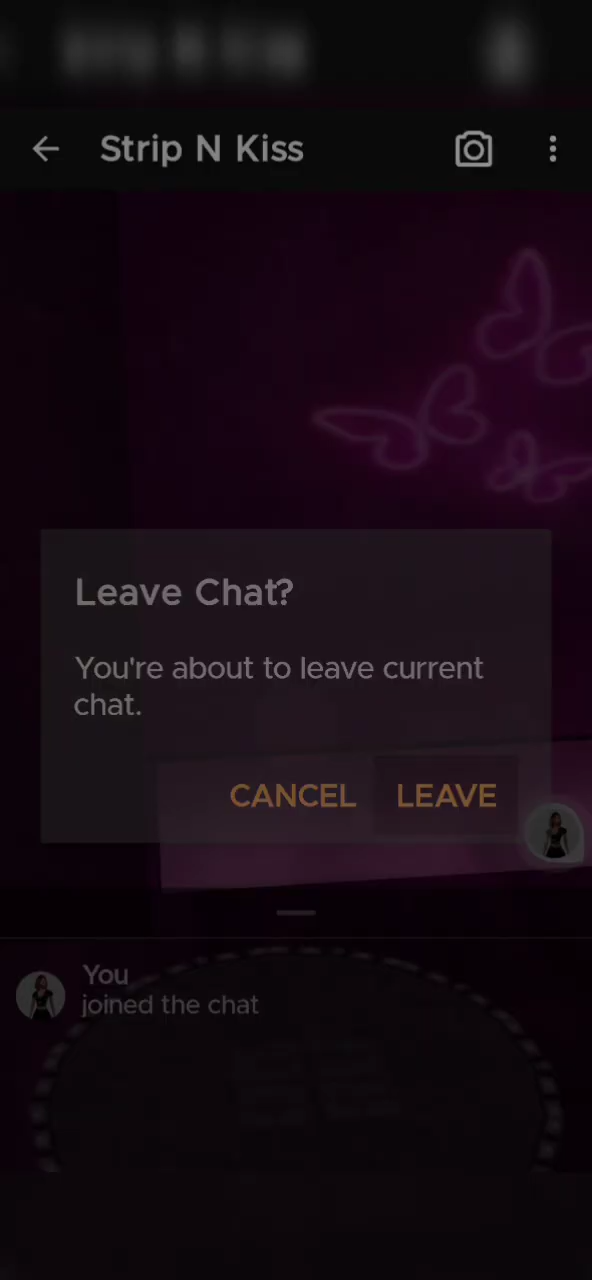 Strip N Kiss
Leave Chat?
You're about to leave current
chat.
CANCEL LEAVE
You
joined the chat